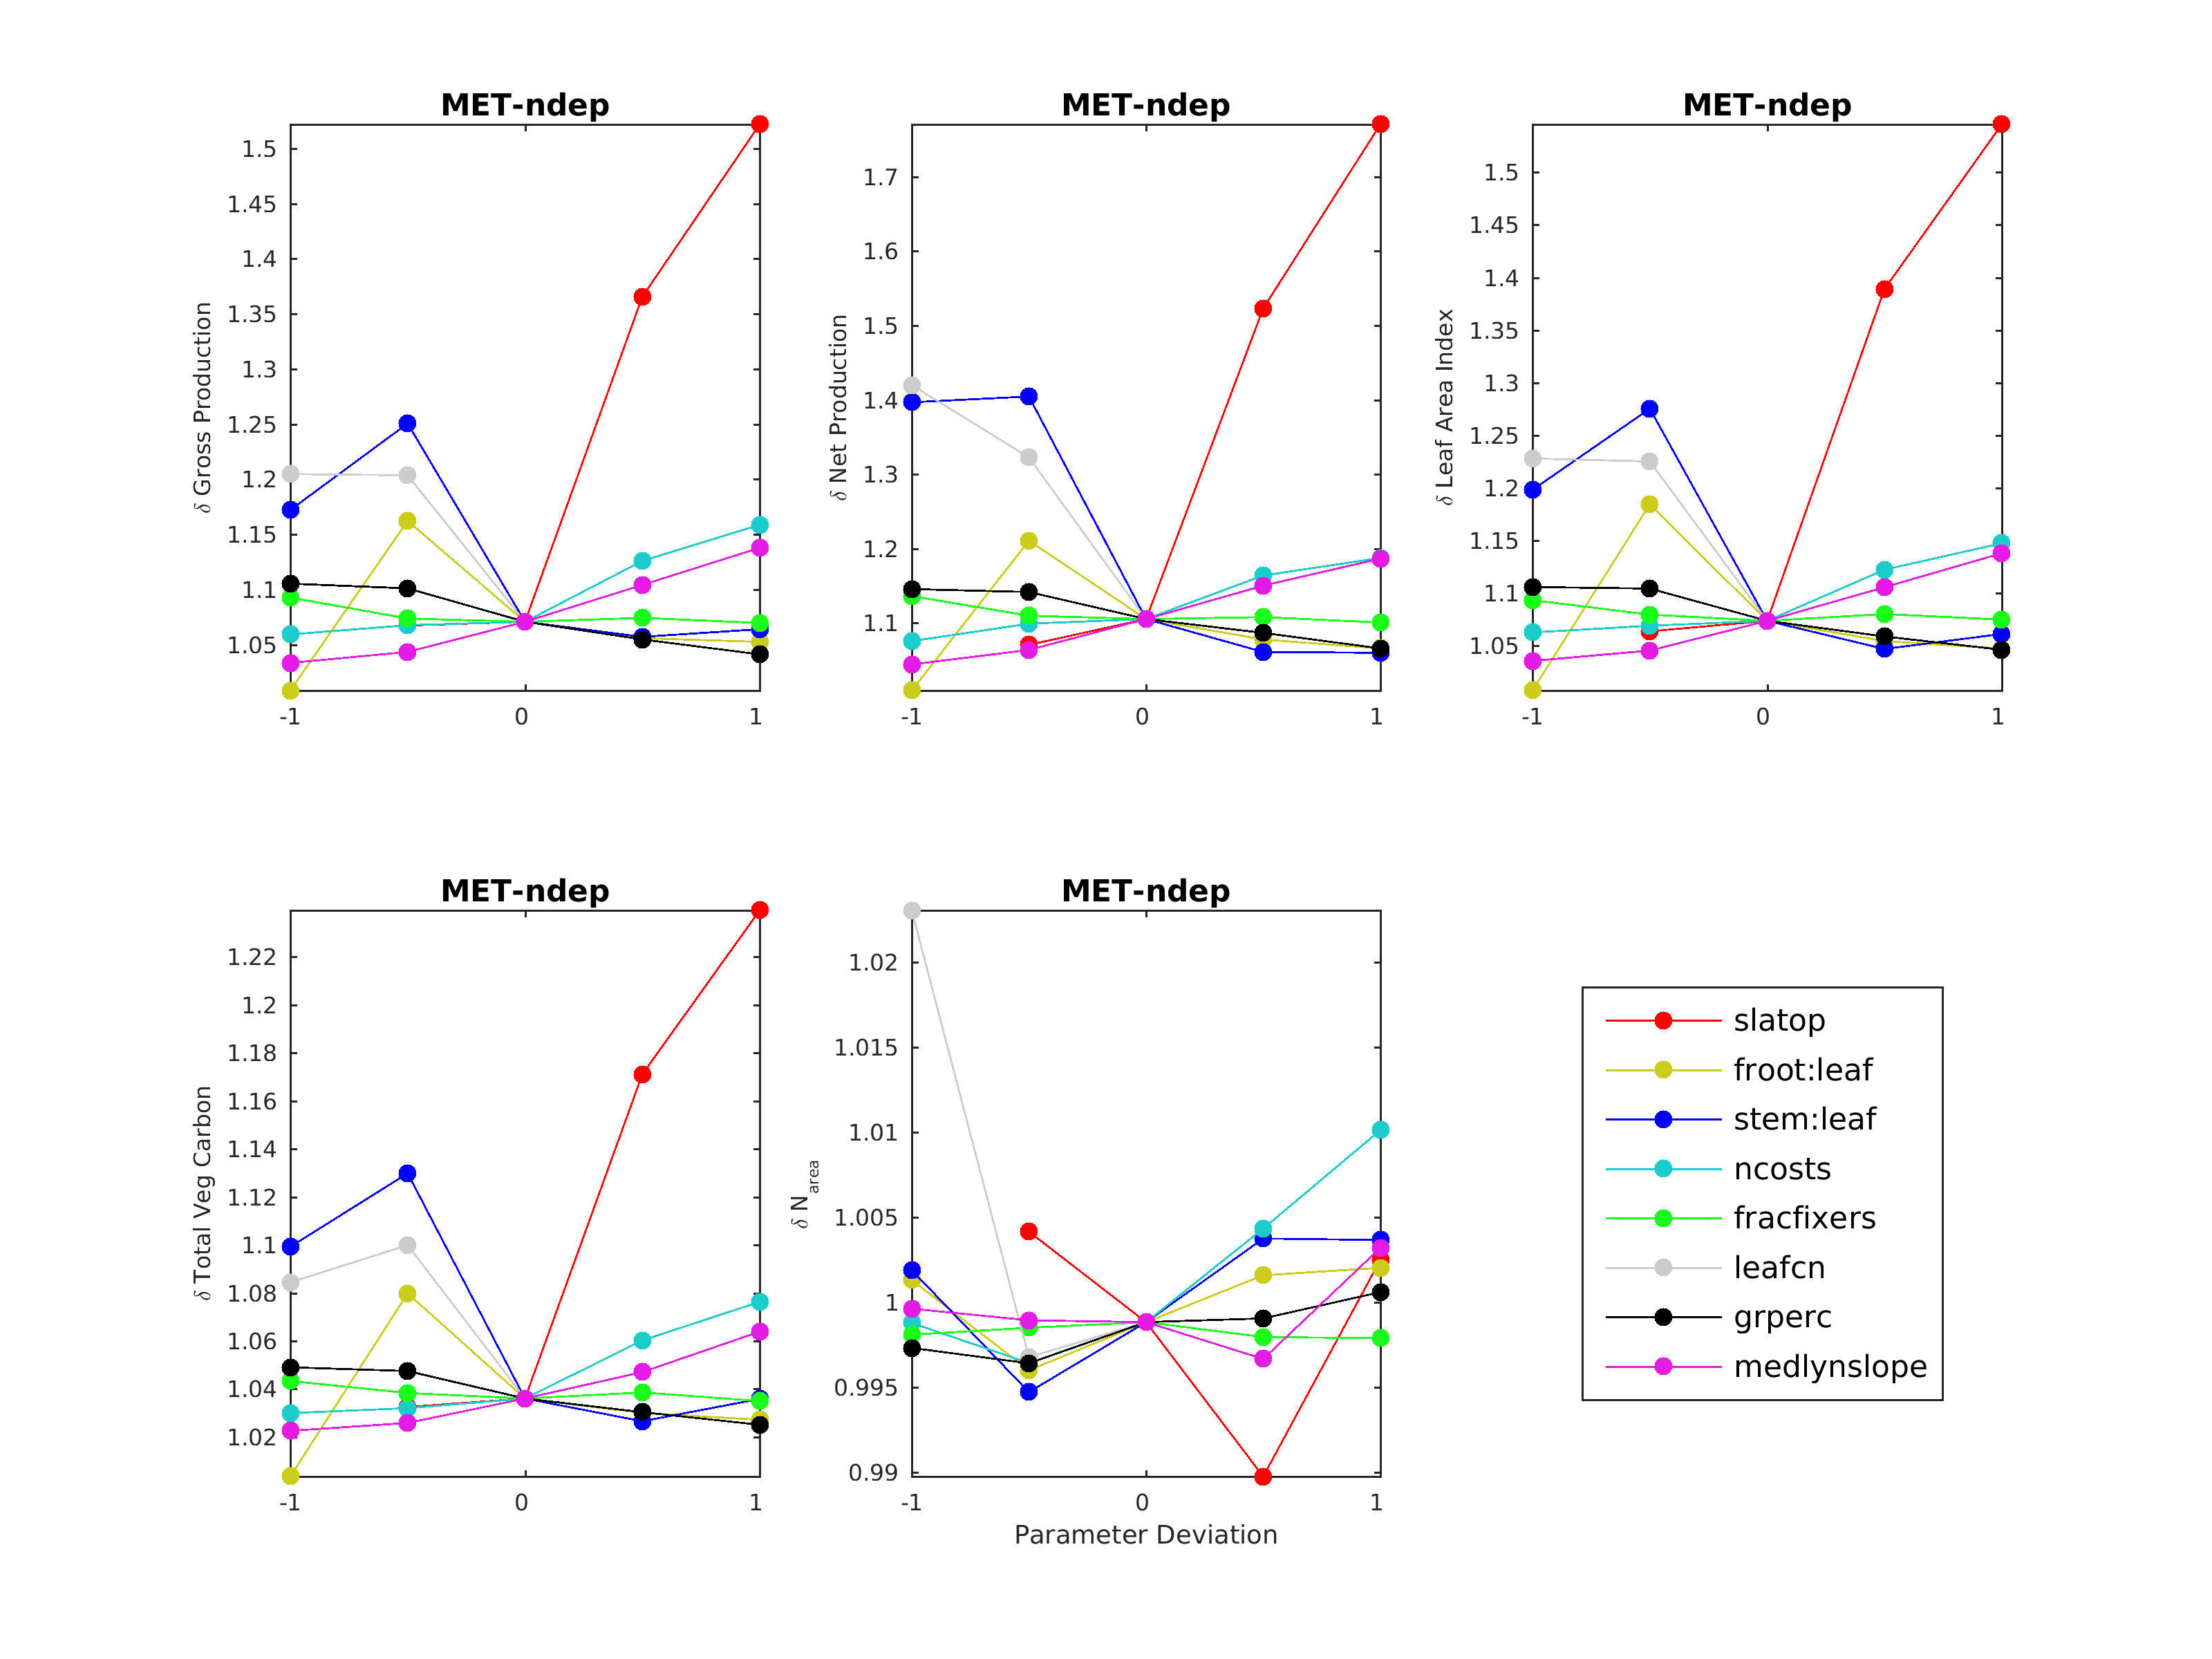 MET-ndep
δ Gross Production
1.5
1.45
1.4
1.35
1.3
1.25
1.2
1.15
1.1
1.05
-1 0 1
MET-ndep
δ Net Production
1.7
1.6
1.5
1.4
1.3
1.2
1.1
-1 0 1
MET-ndep
δ Leaf Area Index
1.5
1.45
1.4
1.35
1.3
1.25
1.2
1.15
1.1
1.05
-1 0 1
MET-ndep
δ Total Veg Carbon
1.22
1.2
1.18
1.16
1.14
1.12
1.1
1.08
1.06
1.04
1.02
-1 0 1
MET-ndep
δ N area
1.02
1.015
1.01
1.005
1
0.995
0.99
-1 0 1
Parameter Deviation
slatop
froot:leaf
stem:leaf
ncosts
fracfixers
leafcn
grperc
medlynslope